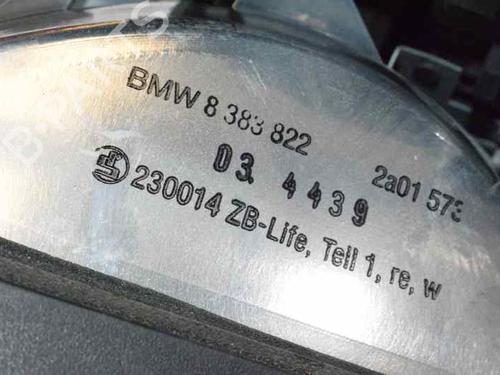 BMW 8 383 822
2a01 573
03. 4439
230014 ZB-Life, Teil 1, re, w